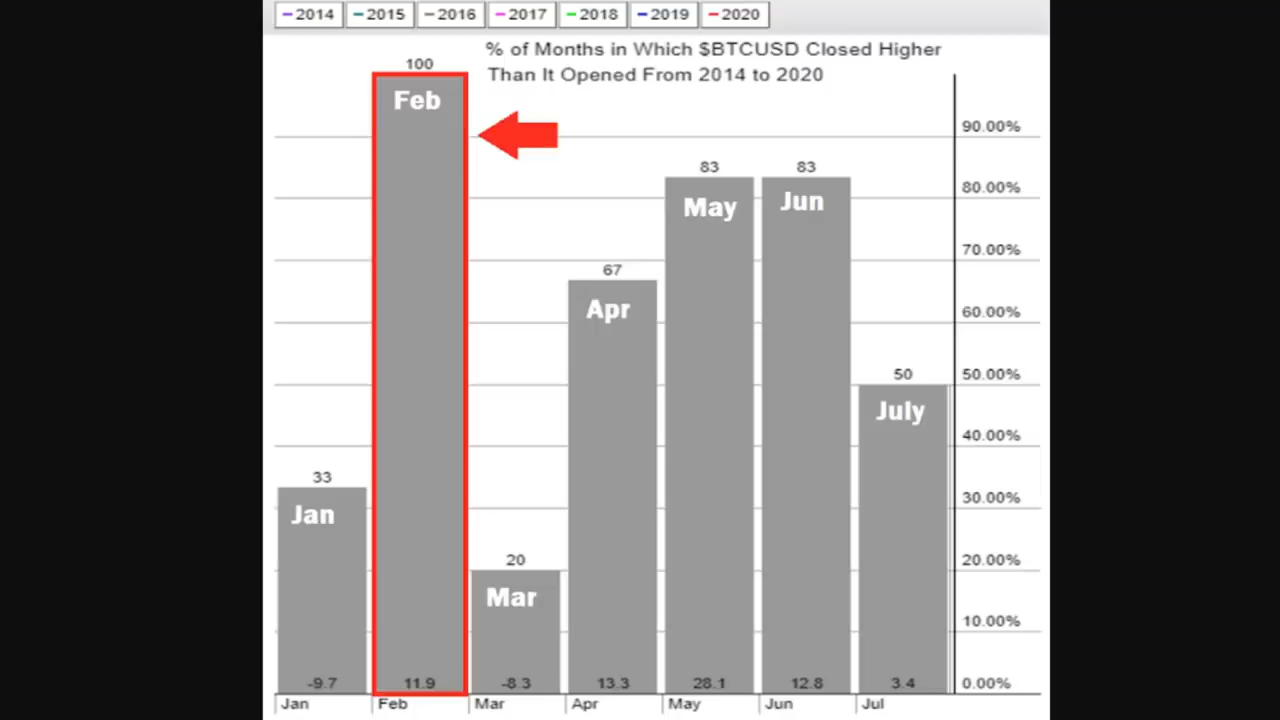 2014 2015 2016 2017 2018 2019 2020
% of Months in Which $BTCUSD Closed Higher
Than It Opened From 2014 to 2020
100
Feb
90.00%
83 83
80.00%
May Jun
70.00%
67
Apr
60.00%
50 50.00%
July
40.00%
33
Jan
30.00%
20 20.00%
Mar
10.00%
-9.7 11.9 -8.3 13.3 28.1 12.8 3.4 0.00%
Jan Feb Mar Apr May Jun Jul